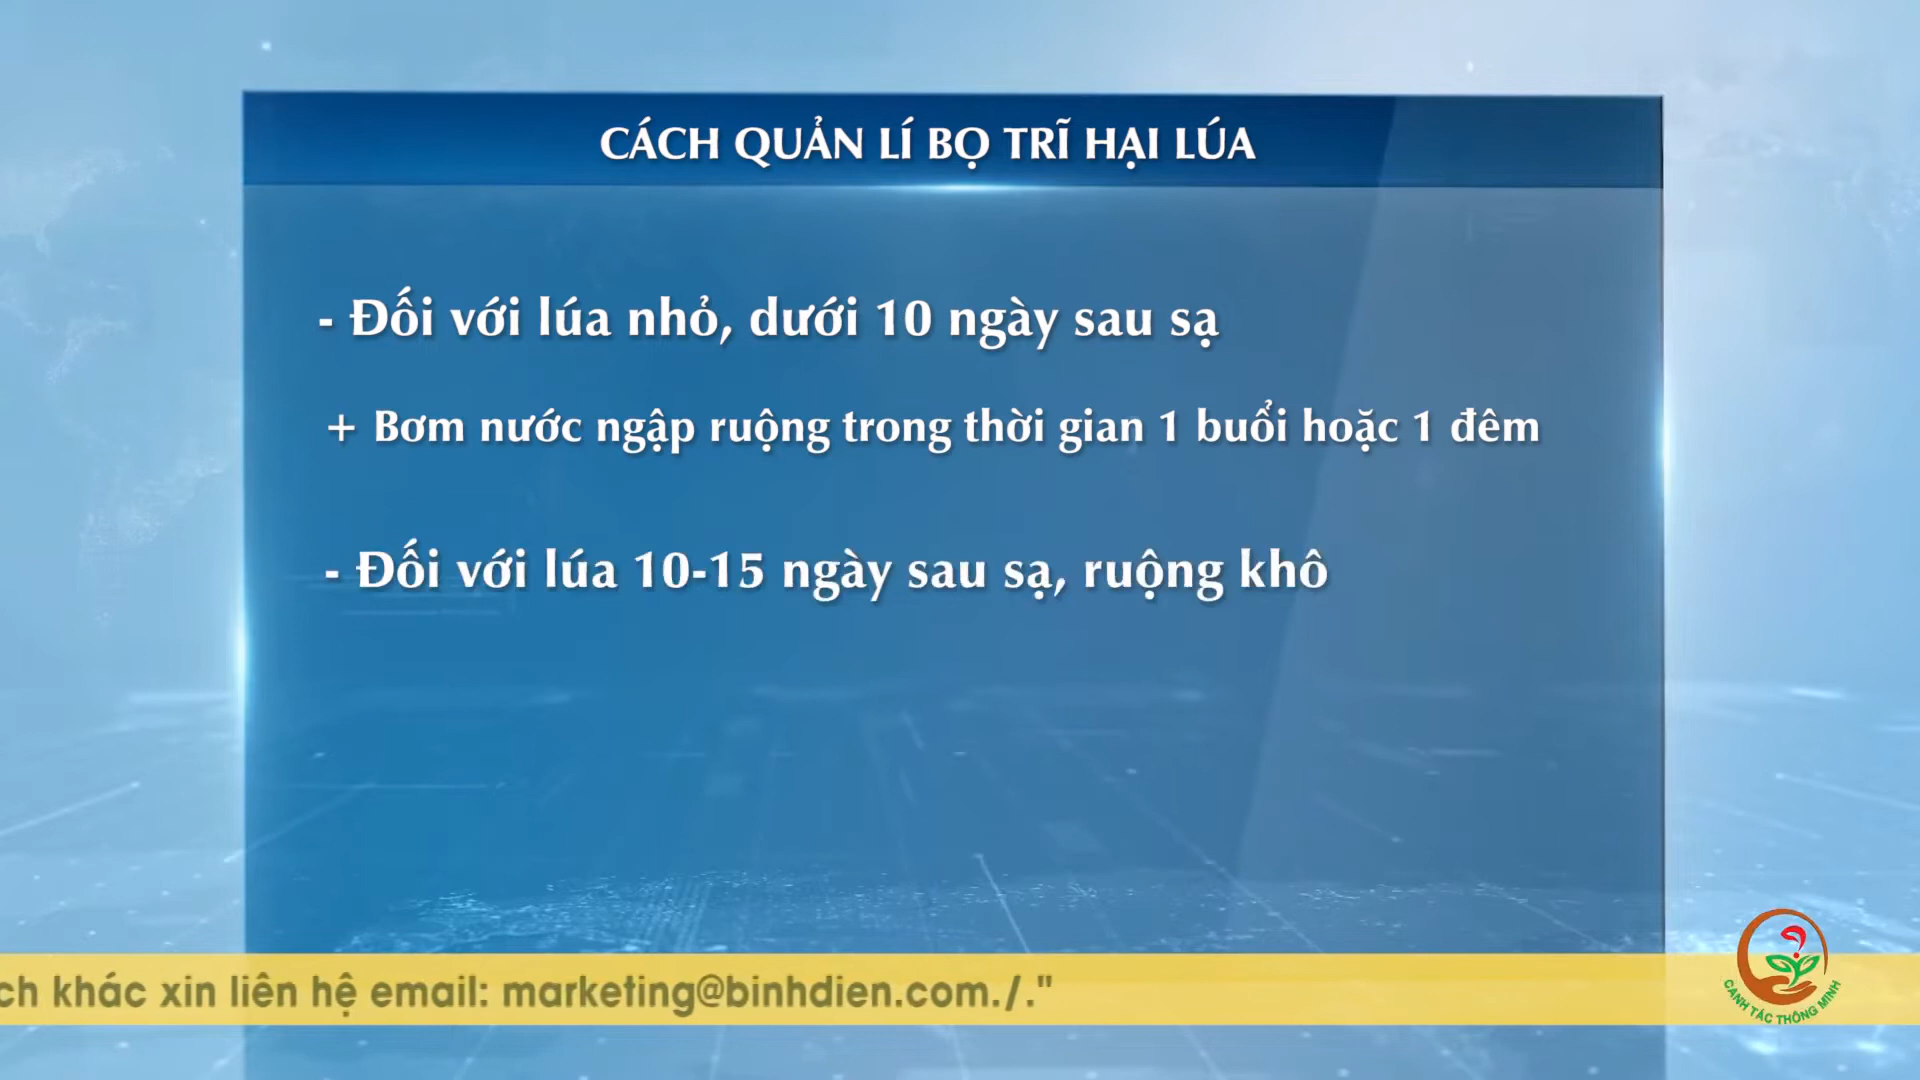 CÁCH QUẢN LÍ BỌ TRĨ HẠI LÚA
- Đối với lúa nhỏ, dưới 10 ngày sau sạ
+ Bơm nước ngập ruộng trong thời gian 1 buổi hoặc 1 đêm
- Đối với lúa 10-15 ngày sau sạ, ruộng khô
ch khác xin liên hệ email: marketing@binhdien.com./."
CANH TÁC THÔNG MINH